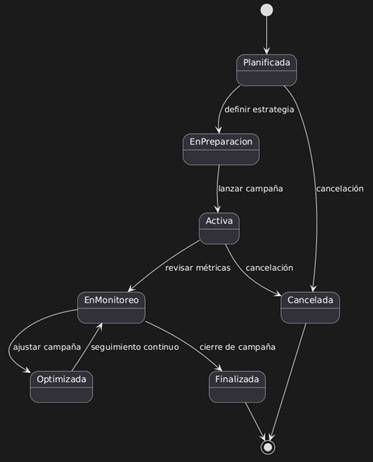 Planificada
definir estrategia
EnPreparacion
lanzar campaña
cancelación
Activa
revisar métricas
cancelación
EnMonitoreo
Cancelada
ajustar campaña
seguimiento continuo
cierre de campaña
Optimizada
Finalizada